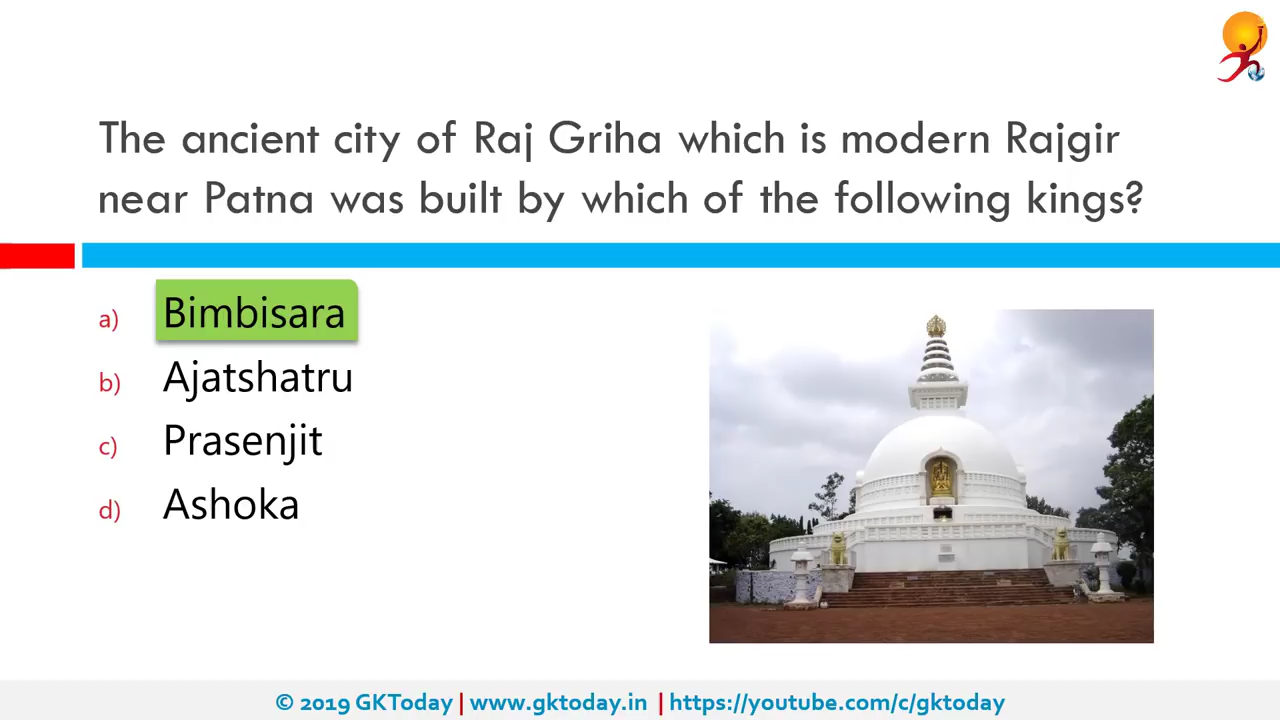 The ancient city of Raj Griha which is modern Rajgir
near Patna was built by which of the following kings?
a) Bimbisara
b) Ajatshatru
c) Prasenjit
d) Ashoka
© 2019 GKToday | www.gktoday.in | https://youtube.com/c/gktoday